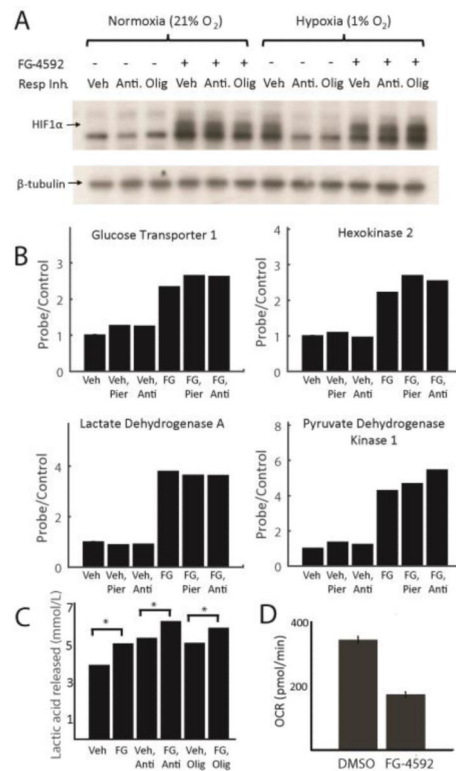 A
Normoxia (21% O2) Hypoxia (1% O2)
FG-4592 - - - + + + - - - + + +
Resp Inh. Veh Anti. Olig Veh Anti. Olig Veh Anti. Olig Veh Anti. Olig
HIF1α
β-tubulin
B
Glucose Transporter 1
Probe/Control
3
2
1
0
Veh Veh, Pier Veh, Anti FG FG, Pier FG, Anti
Hexokinase 2
Probe/Control
4
3
2
1
0
Veh Veh, Pier Veh, Anti FG FG, Pier FG, Anti
Lactate Dehydrogenase A
Probe/Control
4
2
0
Veh Veh, Pier Veh, Anti FG FG, Pier FG, Anti
Pyruvate Dehydrogenase
Kinase 1
Probe/Control
6
4
2
0
Veh Veh, Pier Veh, Anti FG FG, Pier FG, Anti
C
Lactic acid released (mmol/L)
7
5
3
1
* * *
Veh FG Veh, Anti FG, Anti Veh, Olig FG, Olig
D
OCR (pmol/min)
400
200
0
DMSO FG-4592